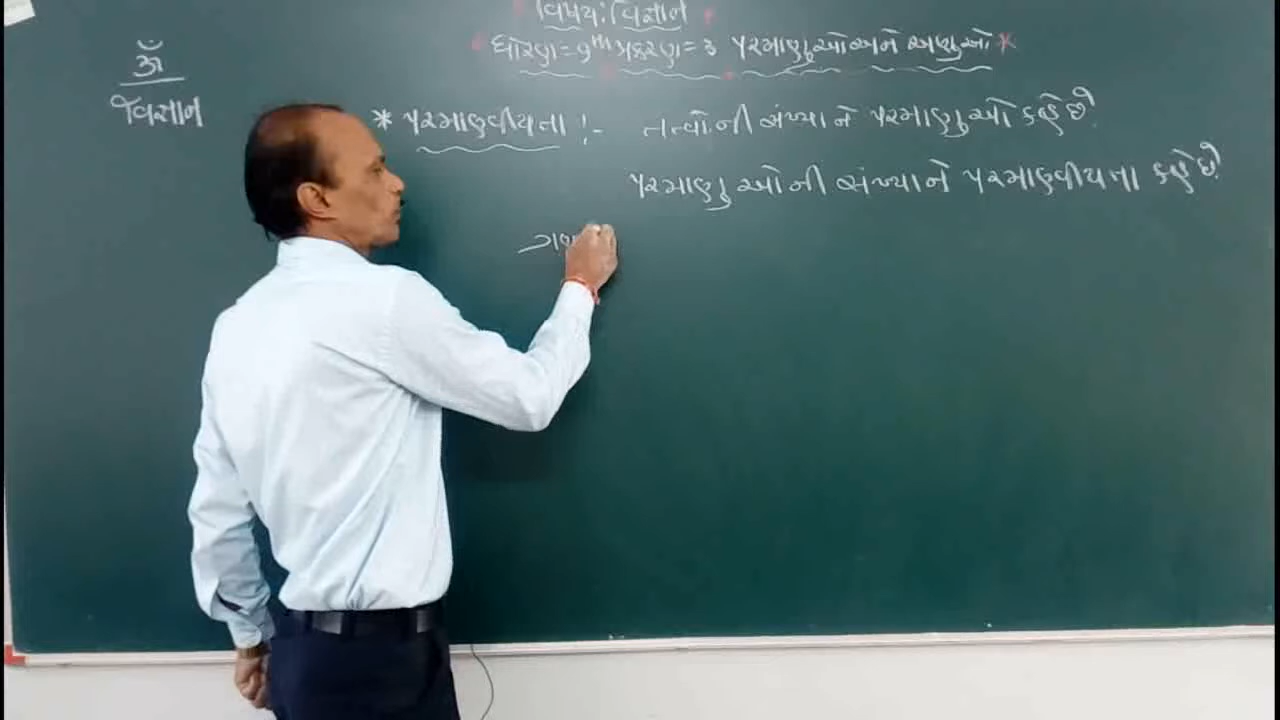 વિષય: વિજ્ઞાન
ધોરણ = 9th પ્રકરણ = 3 પરમાણુઓ અને અણુઓ
ૐ
વિજ્ઞાન
* પરમાણ્વીયતા :- તત્વોની સંખ્યાને પરમાણુઓ કહે છે.
પરમાણુઓની સંખ્યાને પરમાણ્વીયતા કહે છે.